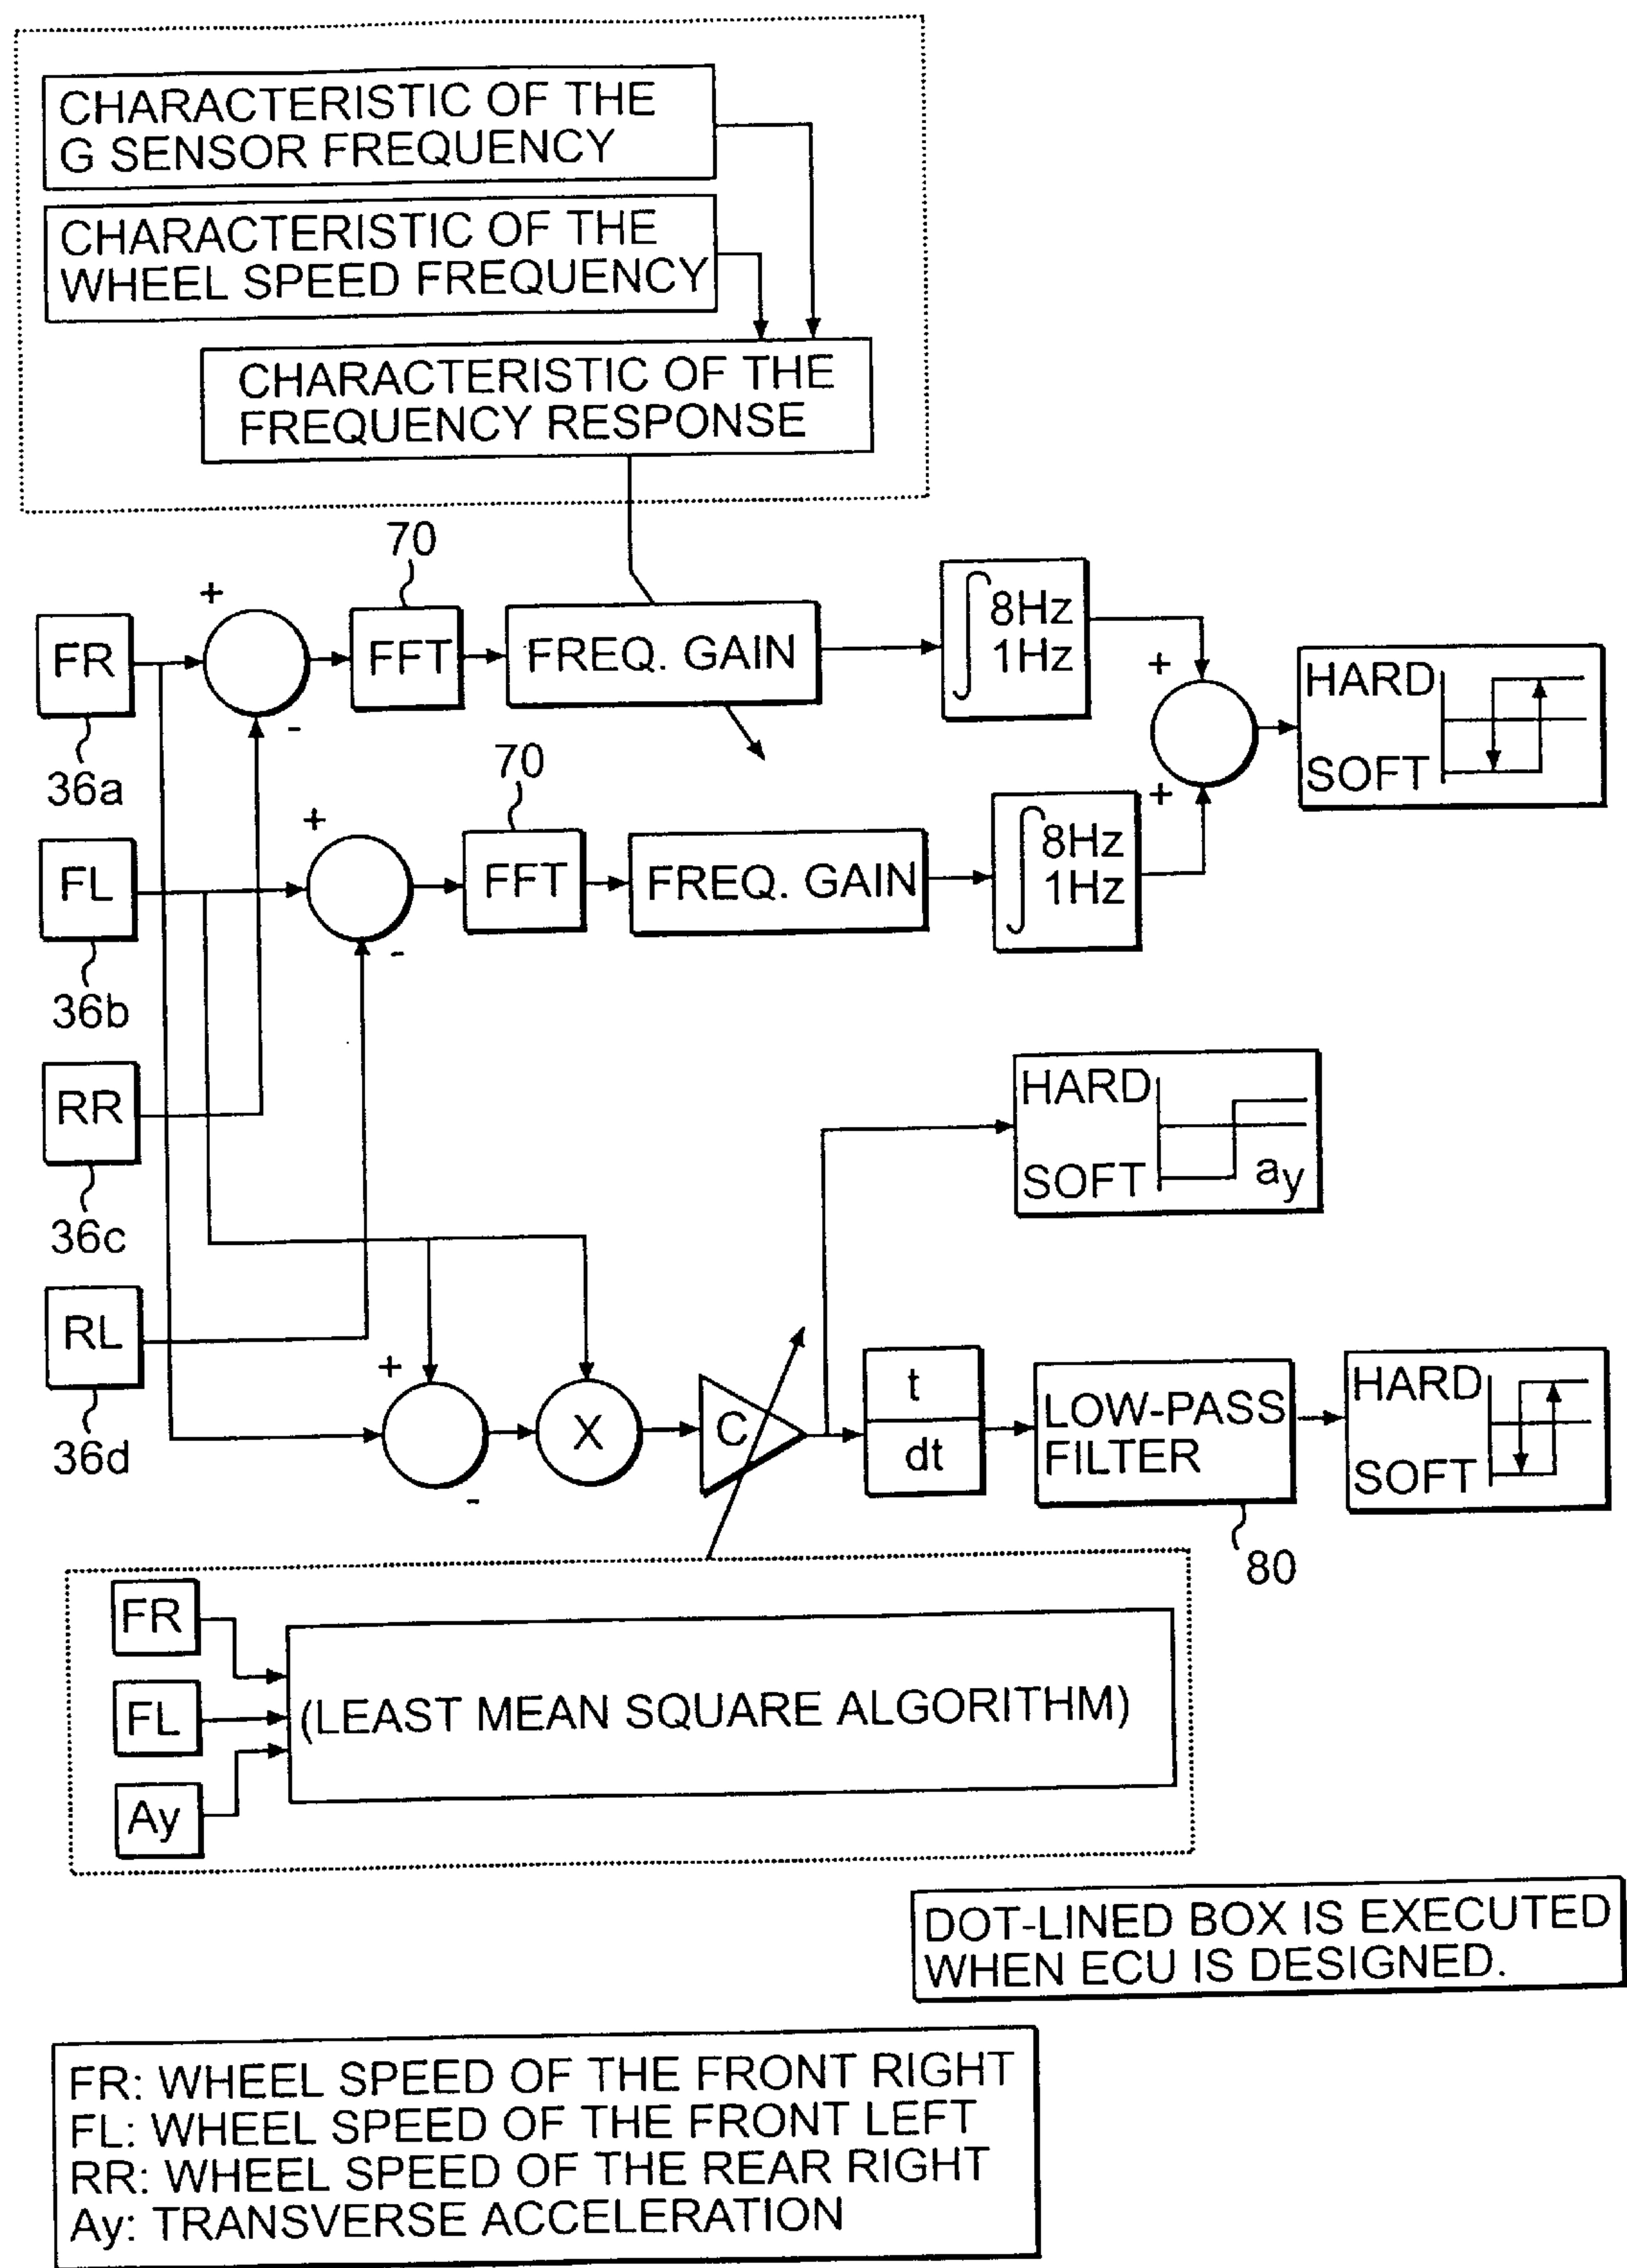 CHARACTERISTIC OF THE
G SENSOR FREQUENCY
CHARACTERISTIC OF THE
WHEEL SPEED FREQUENCY
CHARACTERISTIC OF THE
FREQUENCY RESPONSE
70
+
FR
-
36a
FFT
FREQ. GAIN
∫ 8Hz
1Hz
+
+
HARD
SOFT
70
+
FL
-
36b
FFT
FREQ. GAIN
∫ 8Hz
1Hz
RR
36c
HARD
SOFT
ay
RL
36d
+
-
X
C
t
dt
LOW-PASS
FILTER
80
HARD
SOFT
FR
FL
Ay
(LEAST MEAN SQUARE ALGORITHM)
DOT-LINED BOX IS EXECUTED
WHEN ECU IS DESIGNED.
FR: WHEEL SPEED OF THE FRONT RIGHT
FL: WHEEL SPEED OF THE FRONT LEFT
RR: WHEEL SPEED OF THE REAR RIGHT
Ay: TRANSVERSE ACCELERATION